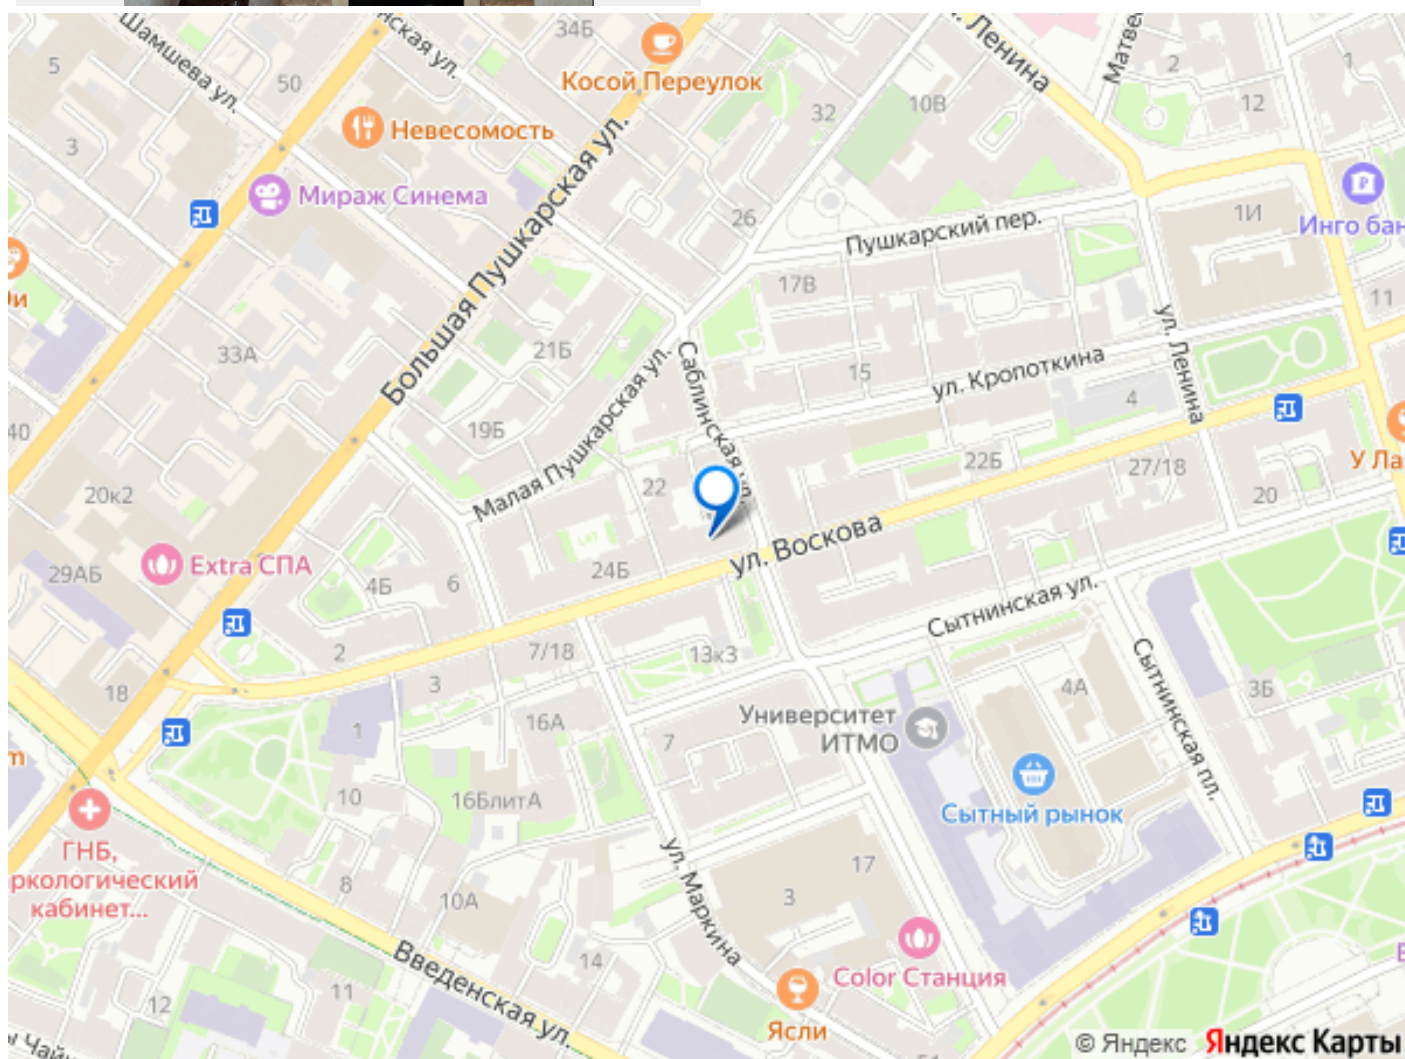 Шамшева ул.
нская ул.
34Б
Косой Переулок
. Ленина
Матве
2
1
5
50
Невесомость
32
10В
12
3
Мираж Синема
Большая Пушкарская ул.
26
Пушкарский пер.
1И
Инго бан
17В
11
ул. Ленина
33А
21Б
Саблинская ул.
15
ул. Кропоткина
4
40
19Б
Малая Пушкарская ул.
22
22Б
27/18
20
У Ла
20к2
ул. Воскова
Extra СПА
29АБ
4Б
6
24Б
Сытнинская ул.
2
7/18
13к3
Сытнинская пл.
18
3
4А
3Б
1
16А
7
Университет
ИТМО
10
16БлитА
Сытный рынок
ГНБ,
ркологический
кабинет...
8
10А
ул. Маркина
17
3
Введенская ул.
14
Color Станция
11
12
Ясли
ы Чайк
© Яндекс Яндекс Карты